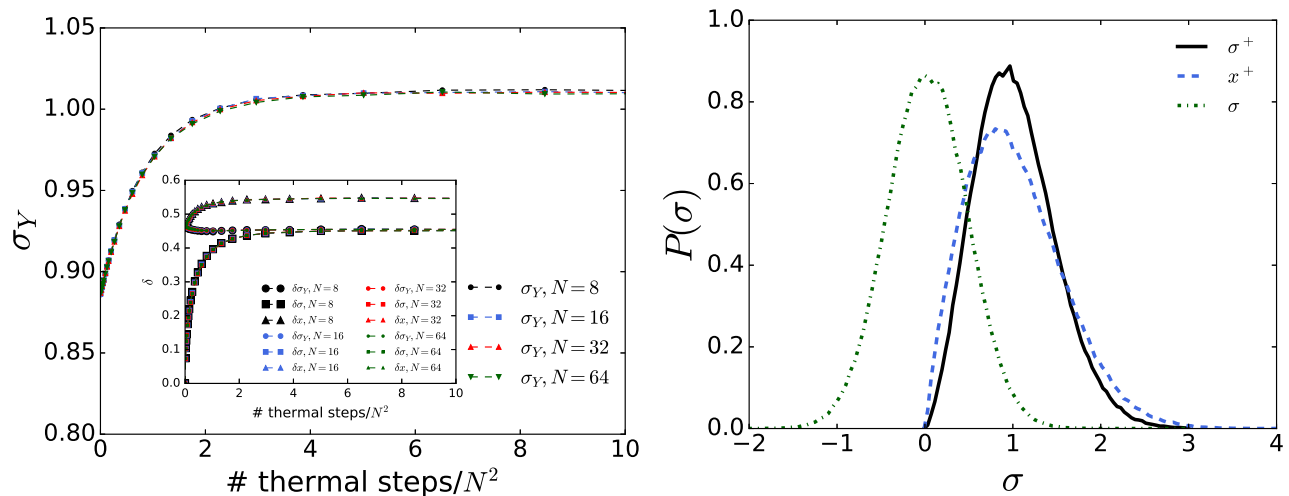 1.05
1.00
0.95
0.90
0.85
0.80
σ_Y
0 2 4 6 8 10
# thermal steps/N²
0.6
0.5
0.4
0.3
0.2
0.1
0.0
δ
0 2 4 6 8 10
# thermal steps/N²
δσ_Y, N=8
δσ, N=8
δx, N=8
δσ_Y, N=16
δσ, N=16
δx, N=16
δσ_Y, N=32
δσ, N=32
δx, N=32
δσ_Y, N=64
δσ, N=64
δx, N=64
σ_Y, N=8
σ_Y, N=16
σ_Y, N=32
σ_Y, N=64
1.0
0.8
0.6
0.4
0.2
0.0
P(σ)
−2 −1 0 1 2 3 4
σ
σ⁺
x⁺
σ